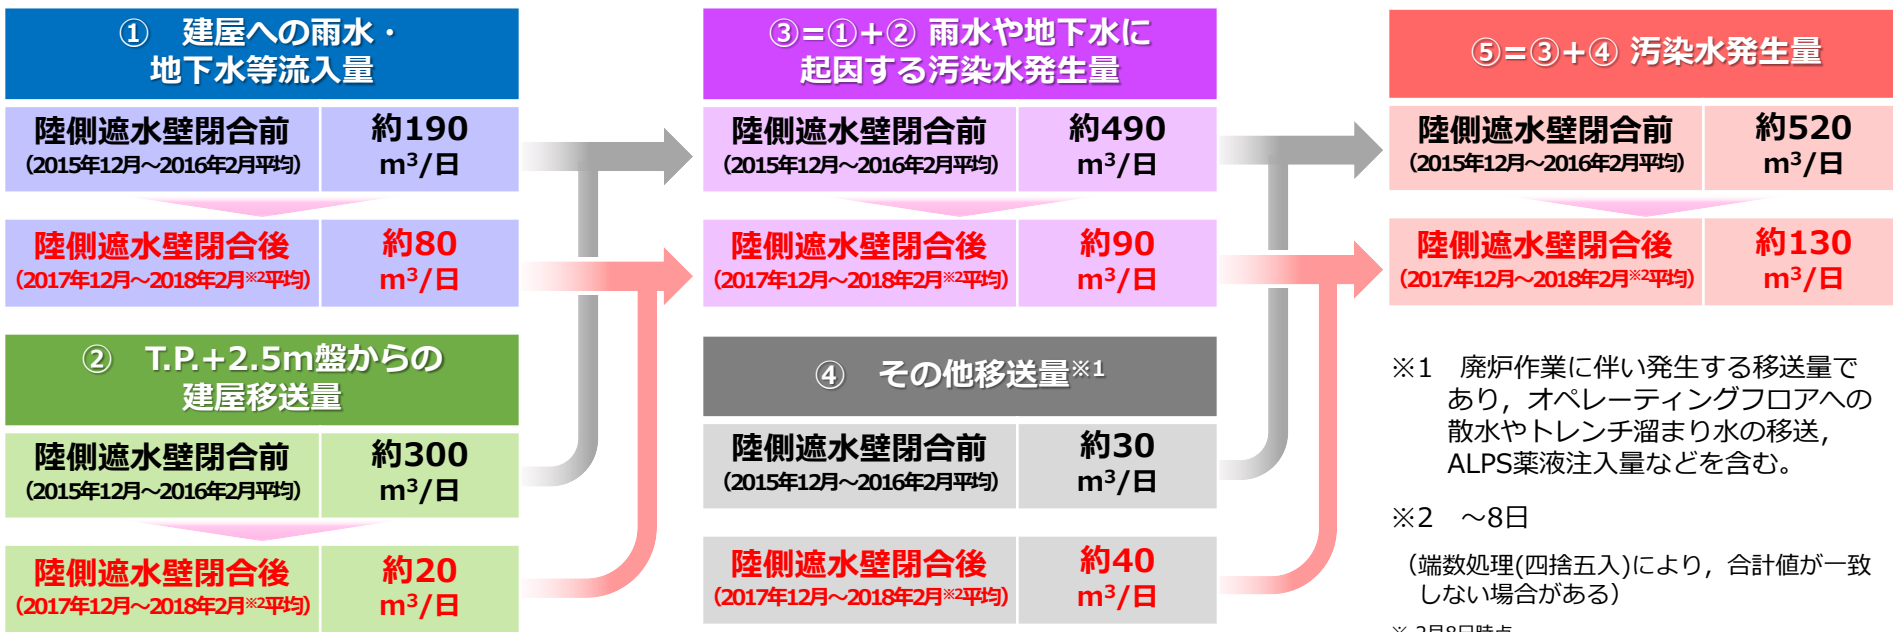 ① 建屋への雨水・
地下水等流入量
陸側遮水壁閉合前
（2015年12月～2016年2月平均）
約190
m³/日
陸側遮水壁閉合後
（2017年12月～2018年2月※2平均）
約80
m³/日
② T.P.+2.5m盤からの
建屋移送量
陸側遮水壁閉合前
（2015年12月～2016年2月平均）
約300
m³/日
陸側遮水壁閉合後
（2017年12月～2018年2月※2平均）
約20
m³/日
③=①+② 雨水や地下水に
起因する汚染水発生量
陸側遮水壁閉合前
（2015年12月～2016年2月平均）
約490
m³/日
陸側遮水壁閉合後
（2017年12月～2018年2月※2平均）
約90
m³/日
④ その他移送量※1
陸側遮水壁閉合前
（2015年12月～2016年2月平均）
約30
m³/日
陸側遮水壁閉合後
（2017年12月～2018年2月※2平均）
約40
m³/日
⑤=③+④ 汚染水発生量
陸側遮水壁閉合前
（2015年12月～2016年2月平均）
約520
m³/日
陸側遮水壁閉合後
（2017年12月～2018年2月※2平均）
約130
m³/日
※1 廃炉作業に伴い発生する移送量で
あり，オペレーティングフロアへの
散水やトレンチ溜まり水の移送，
ALPS薬液注入量などを含む。
※2 ～8日
（端数処理(四捨五入)により，合計値が一致
しない場合がある）